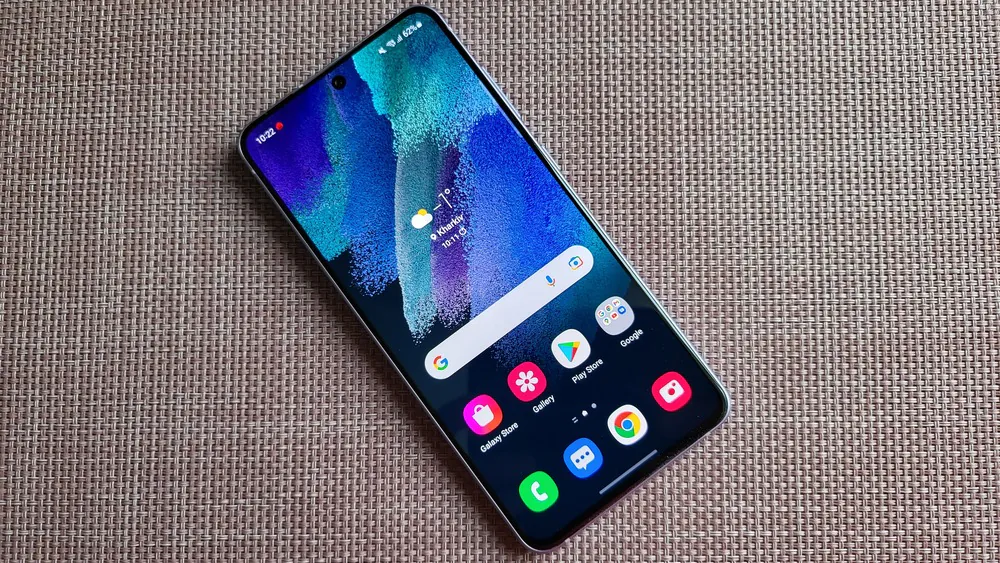 10:22
62%
-1°
Kharkiv
10:11
Galaxy Store
Gallery
Play Store
Google